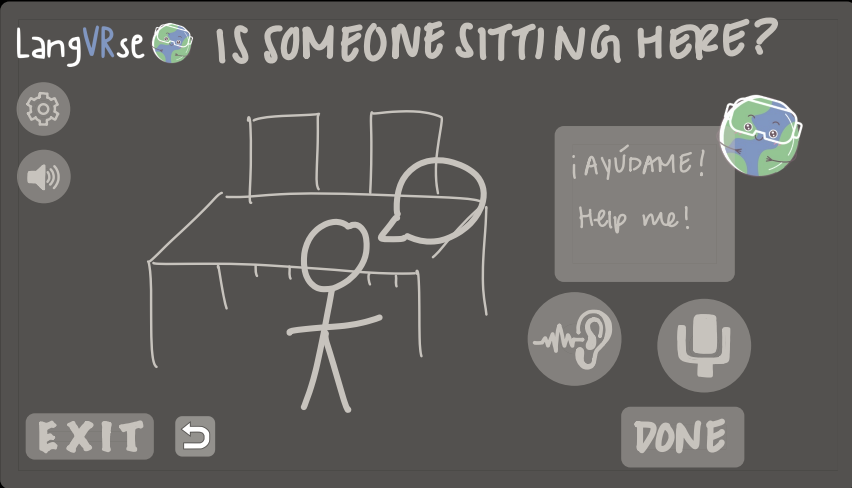 LangVRse
IS SOMEONE SITTING HERE?
¡AYÚDAME!
Help me!
EXIT
DONE